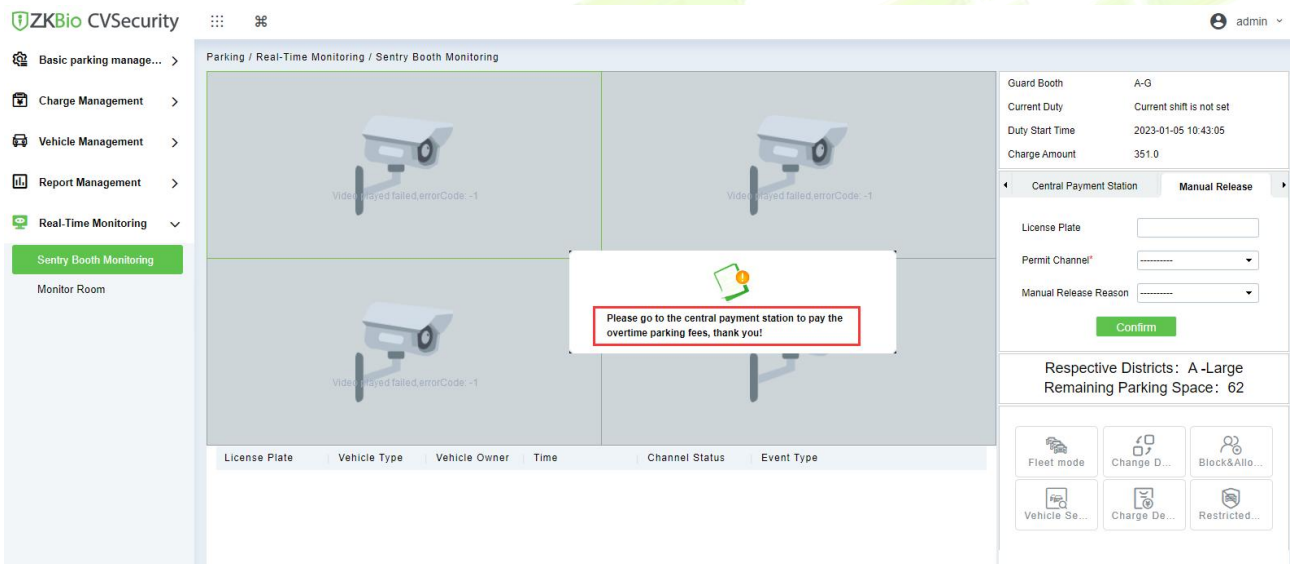 ZKBio CVSecurity
admin
Basic parking manage...
Charge Management
Vehicle Management
Report Management
Real-Time Monitoring
Sentry Booth Monitoring
Monitor Room
Parking / Real-Time Monitoring / Sentry Booth Monitoring
Video played failed,errorCode: -1
Video played failed,errorCode: -1
Video played failed,errorCode: -1
Please go to the central payment station to pay the
overtime parking fees, thank you!
License Plate Vehicle Type Vehicle Owner Time Channel Status Event Type
Guard Booth A-G
Current Duty Current shift is not set
Duty Start Time 2023-01-05 10:43:05
Charge Amount 351.0
Central Payment Station Manual Release
License Plate
Permit Channel* ----------
Manual Release Reason ----------
Confirm
Respective Districts: A -Large
Remaining Parking Space: 62
Fleet mode Change D... Block&Allo...
Vehicle Se... Charge De... Restricted...